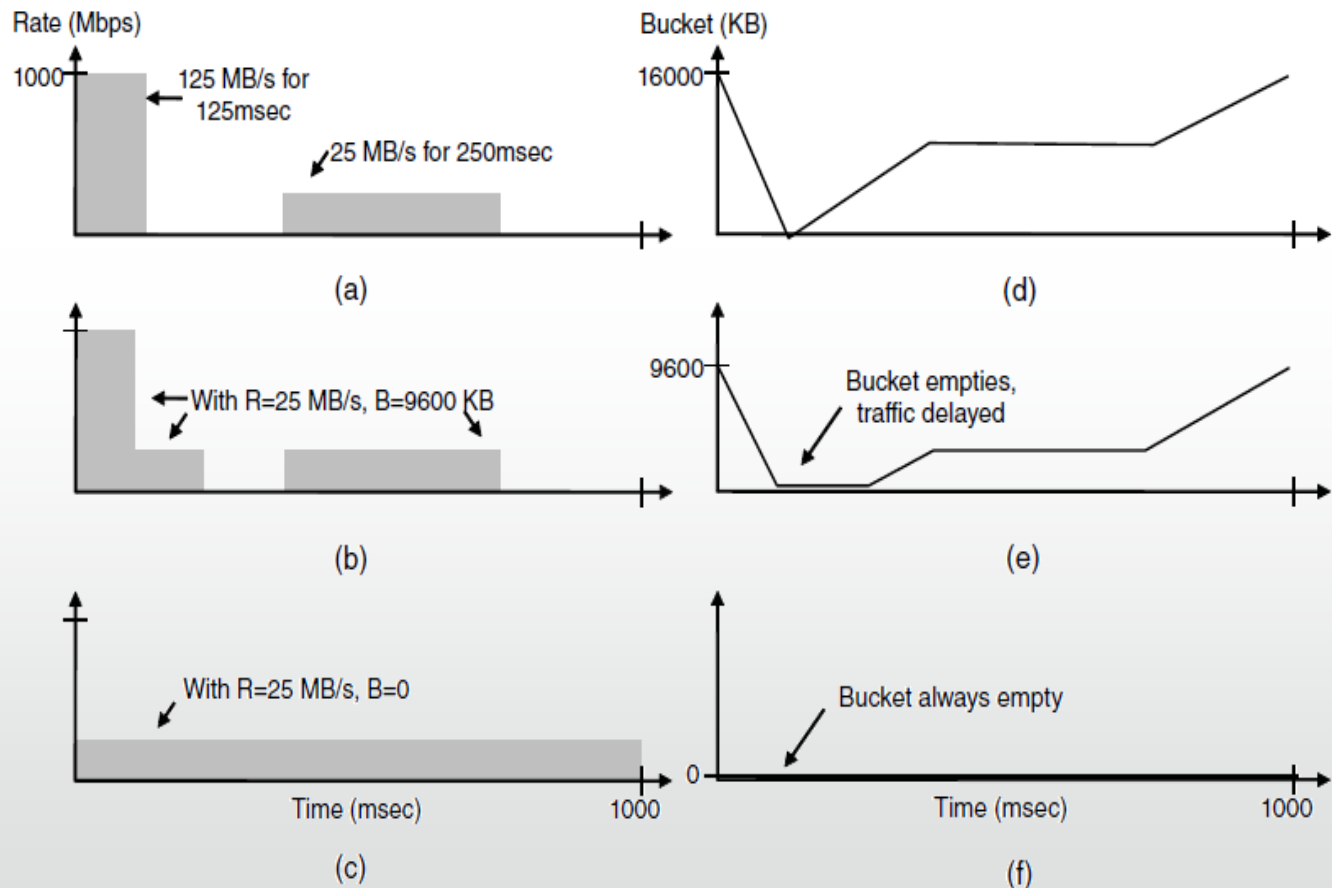 Rate (Mbps)
1000
125 MB/s for
125msec
25 MB/s for 250msec
(a)
Bucket (KB)
16000
(d)
With R=25 MB/s, B=9600 KB
(b)
9600
Bucket empties,
traffic delayed
(e)
With R=25 MB/s, B=0
Time (msec)
1000
(c)
Bucket always empty
0
Time (msec)
1000
(f)